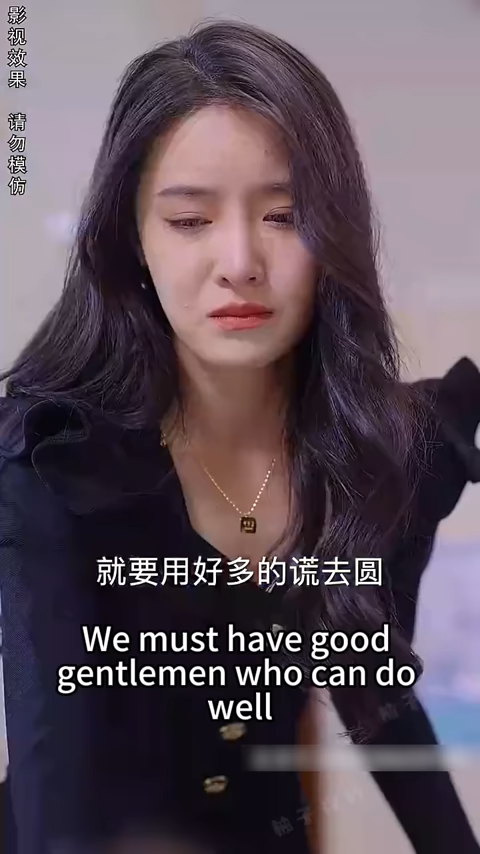 影视效果 请勿模仿
就要用好多的谎去圆
We must have good
gentlemen who can do
well